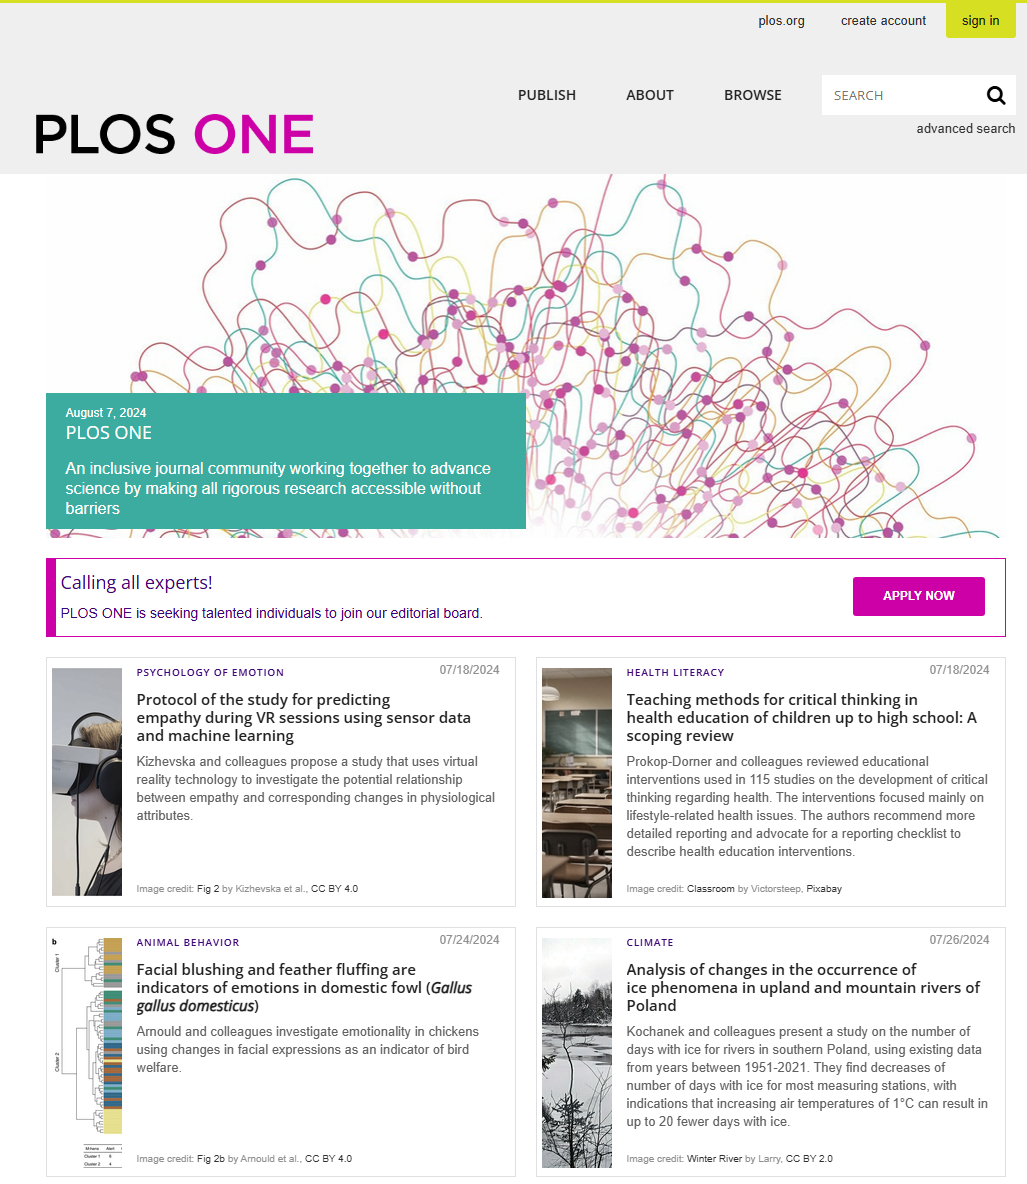 plos.org create account sign in
PUBLISH ABOUT BROWSE SEARCH
advanced search
PLOS ONE
August 7, 2024
PLOS ONE
An inclusive journal community working together to advance
science by making all rigorous research accessible without
barriers
Calling all experts!
PLOS ONE is seeking talented individuals to join our editorial board.
APPLY NOW
PSYCHOLOGY OF EMOTION 07/18/2024
Protocol of the study for predicting
empathy during VR sessions using sensor data
and machine learning
Kizhevska and colleagues propose a study that uses virtual
reality technology to investigate the potential relationship
between empathy and corresponding changes in physiological
attributes.
Image credit: Fig 2 by Kizhevska et al., CC BY 4.0
HEALTH LITERACY 07/18/2024
Teaching methods for critical thinking in
health education of children up to high school: A
scoping review
Prokop-Dorner and colleagues reviewed educational
interventions used in 115 studies on the development of critical
thinking regarding health. The interventions focused mainly on
lifestyle-related health issues. The authors recommend more
detailed reporting and advocate for a reporting checklist to
describe health education interventions.
Image credit: Classroom by Victorsteep, Pixabay
b
Cluster 1
Cluster 2
Cluster 1 6
Cluster 2 4
ANIMAL BEHAVIOR 07/24/2024
Facial blushing and feather fluffing are
indicators of emotions in domestic fowl (Gallus
gallus domesticus)
Arnould and colleagues investigate emotionality in chickens
using changes in facial expressions as an indicator of bird
welfare.
Image credit: Fig 2b by Arnould et al., CC BY 4.0
CLIMATE 07/26/2024
Analysis of changes in the occurrence of
ice phenomena in upland and mountain rivers of
Poland
Kochanek and colleagues present a study on the number of
days with ice for rivers in southern Poland, using existing data
from years between 1951-2021. They find decreases of
number of days with ice for most measuring stations, with
indications that increasing air temperatures of 1°C can result in
up to 20 fewer days with ice.
Image credit: Winter River by Larry, CC BY 2.0